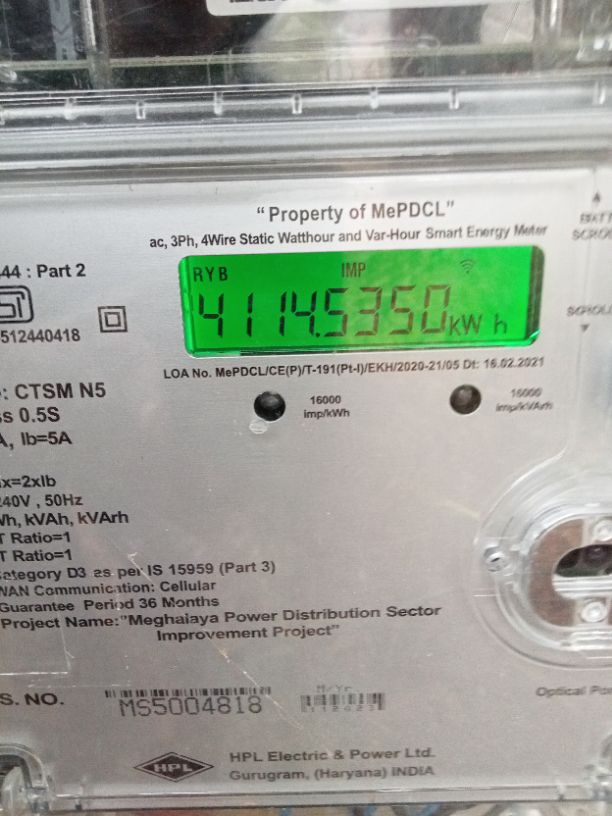 "Property of MePDCL"
ac, 3Ph, 4Wire Static Watthour and Var-Hour Smart Energy Meter
44 : Part 2
RYB IMP
4114.5350 kW h
512440418
LOA No. MePDCL/CE(P)/T-191(Pt-I)/EKH/2020-21/05 Dt: 16.02.2021
: CTSM N5
ss 0.5S
A, Ib=5A
16000
imp/kWh
16000
imp/kVArh
x=2xIb
240V , 50Hz
Wh, kVAh, kVArh
T Ratio=1
T Ratio=1
Category D3 as per IS 15959 (Part 3)
WAN Communication: Cellular
Guarantee Period 36 Months
Project Name:"Meghalaya Power Distribution Sector
Improvement Project"
S. NO.
MS5004818
M/Yr.
Optical Po
HPL
HPL Electric & Power Ltd.
Gurugram, (Haryana) INDIA